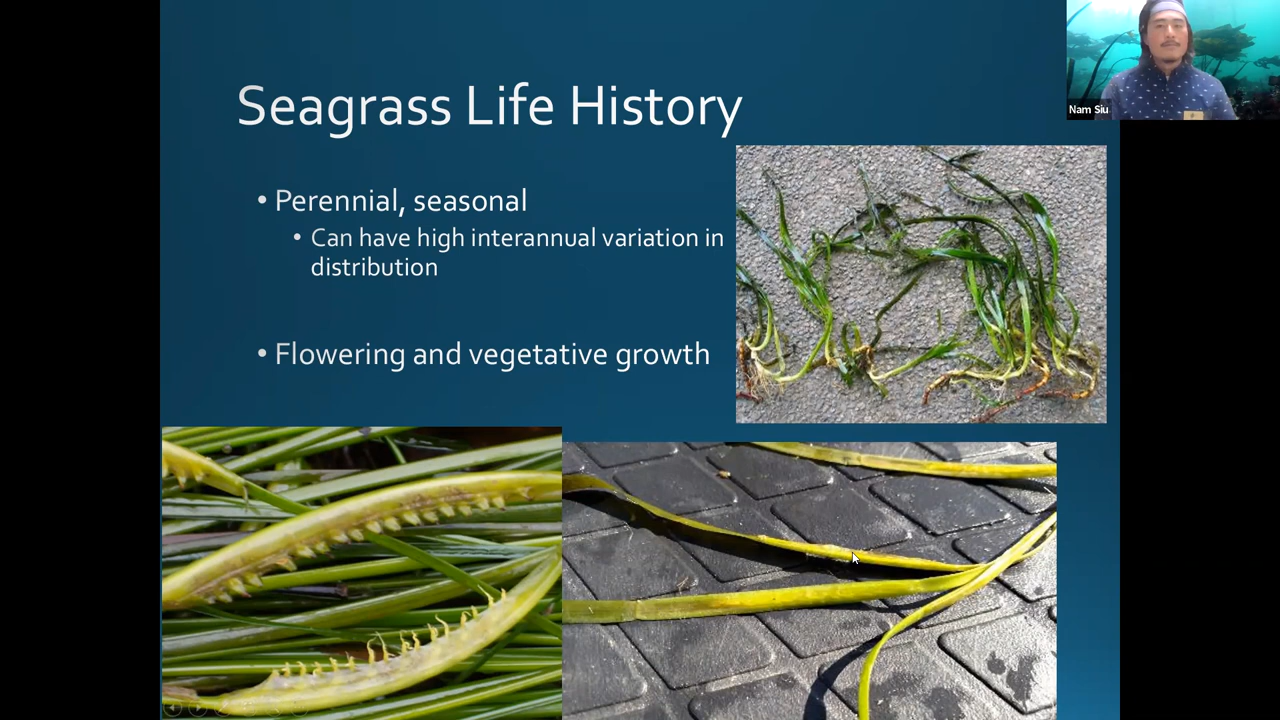 Seagrass Life History
• Perennial, seasonal
• Can have high interannual variation in
distribution
• Flowering and vegetative growth
Nam Siu